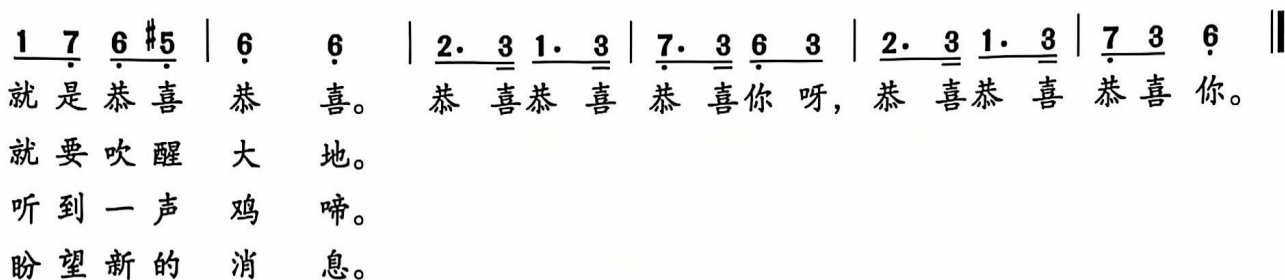 1 7 6 #5 | 6 6 | 2· 3 1· 3 | 7· 3 6 3 | 2· 3 1· 3 | 7 3 6 ‖
就是恭喜 恭 喜。 恭 喜恭 喜 恭 喜你 呀, 恭 喜恭 喜 恭喜 你。
就要吹醒 大 地。
听到一声 鸡 啼。
盼望新的 消 息。